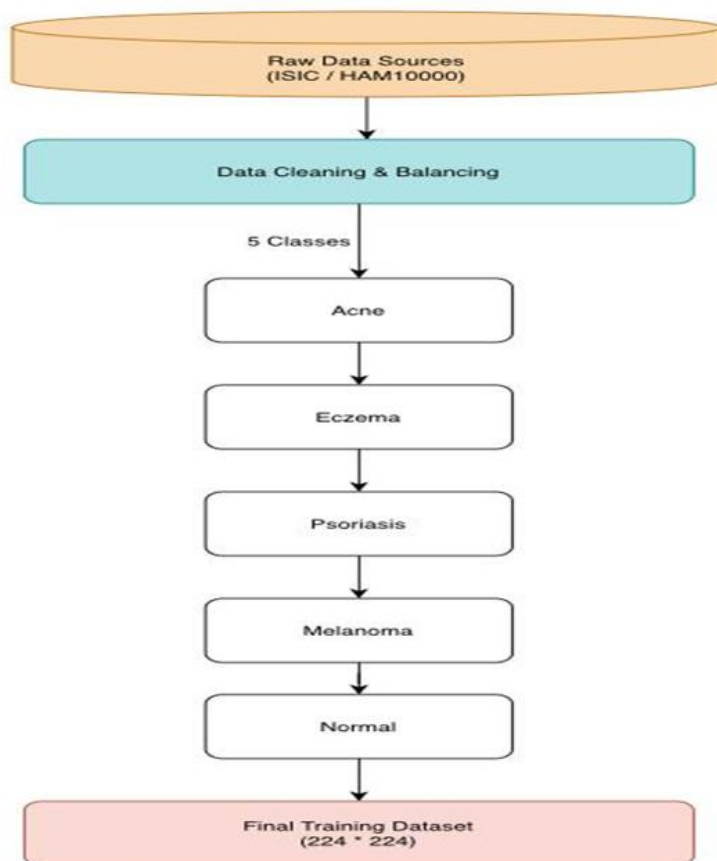 Raw Data Sources
(ISIC / HAM10000)
Data Cleaning & Balancing
5 Classes
Acne
Eczema
Psoriasis
Melanoma
Normal
Final Training Dataset
(224 * 224)